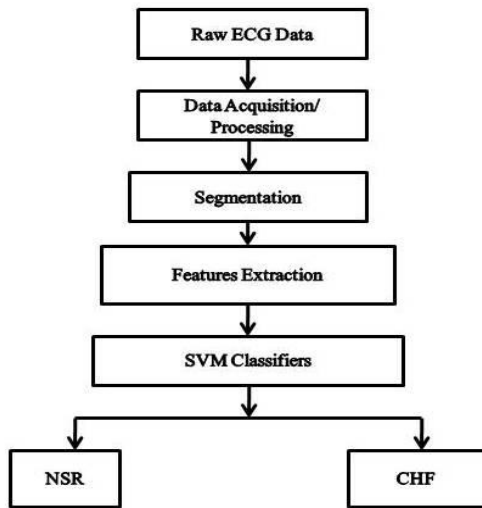 Raw ECG Data
Data Acquisition/
Processing
Segmentation
Features Extraction
SVM Classifiers
NSR
CHF